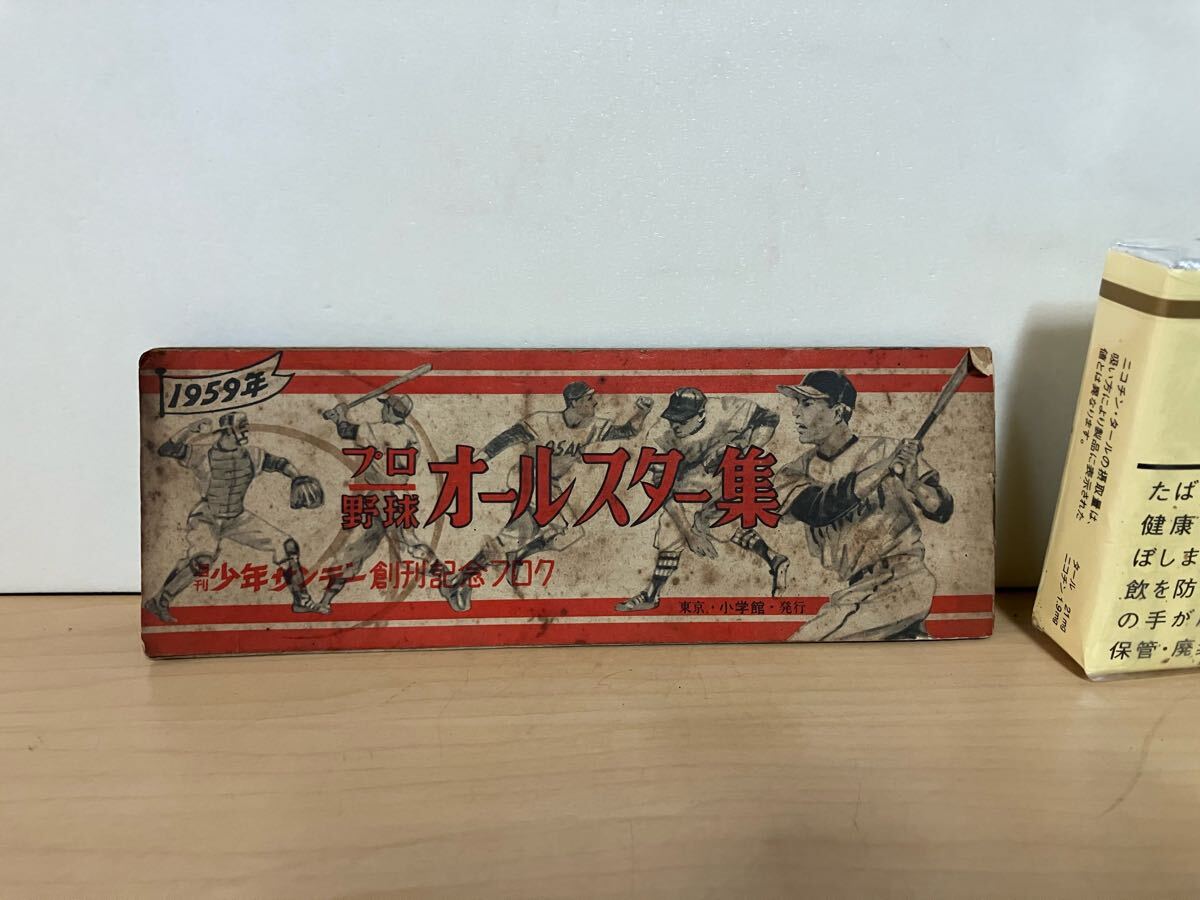 1959年
プロ
野球
オールスター集
OSAK
週刊少年サンデー創刊記念フロク
東京・小学館・発行
ニコチン・タールの摂取量は、
吸い方により製品に表示された
値とは異なります。
タール 21mg
ニコチン 1.9mg
たば
健康
ぼしま
飲を防
の手が
保管・廃